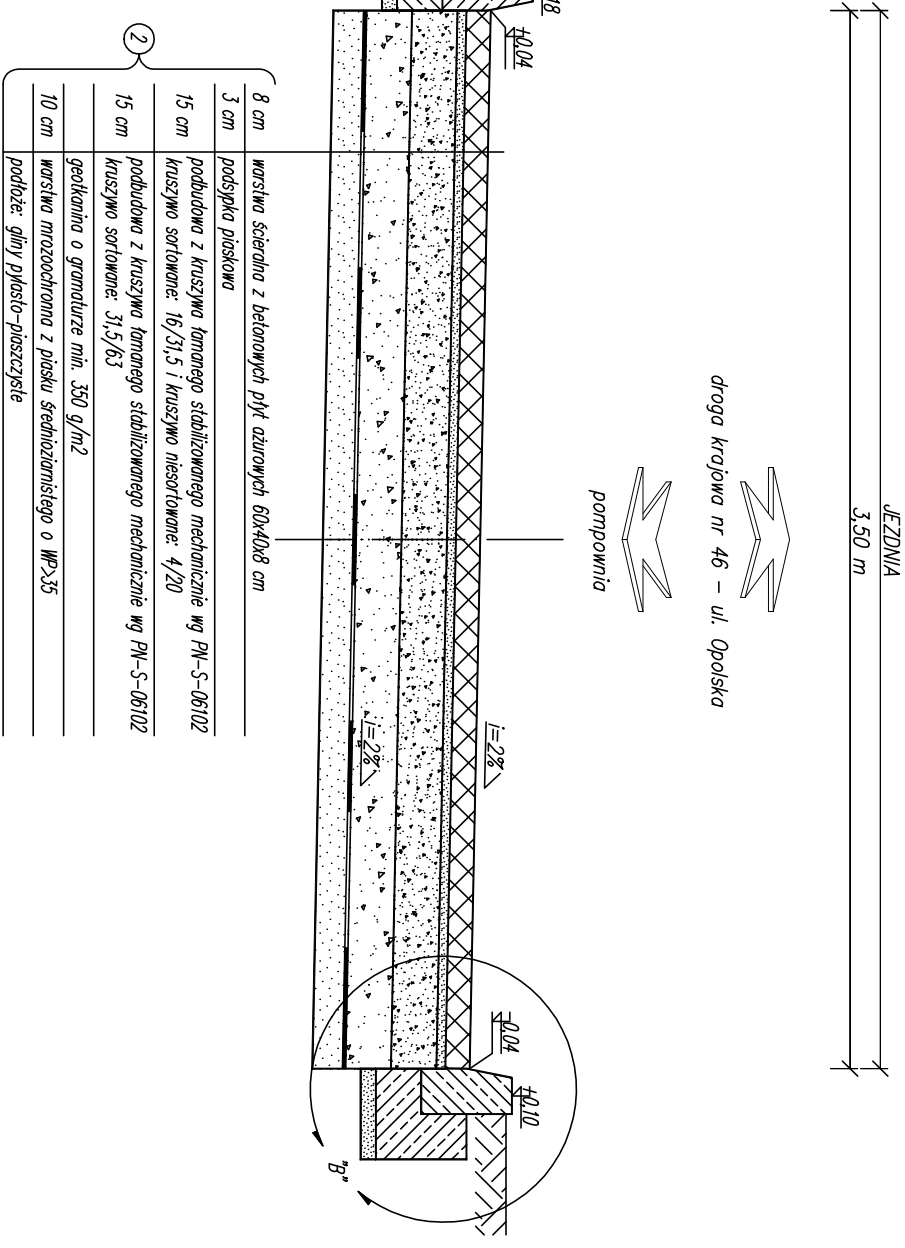 JEZDNIA
3,50 m
droga krajowa nr 46 - ul. Opolska
pompownia
18
+0.04
i=2%
i=2%
-0.04
+0.10
"B"
2
8 cm warstwa ścieralna z betonowych płyt ażurowych 60x40x8 cm
3 cm podsypka piaskowa
15 cm podbudowa z kruszywa łamanego stabilizowanego mechanicznie wg PN-S-06102
kruszywo sortowane: 16/31,5 i kruszywo niesortowane: 4/20
15 cm podbudowa z kruszywa łamanego stabilizowanego mechanicznie wg PN-S-06102
kruszywo sortowane: 31,5/63
geotkanina o gramaturze min. 350 g/m2
10 cm warstwa mrozoochronna z piasku średnioziarnistego o WP>35
podłoże: gliny pylasto-piaszczyste